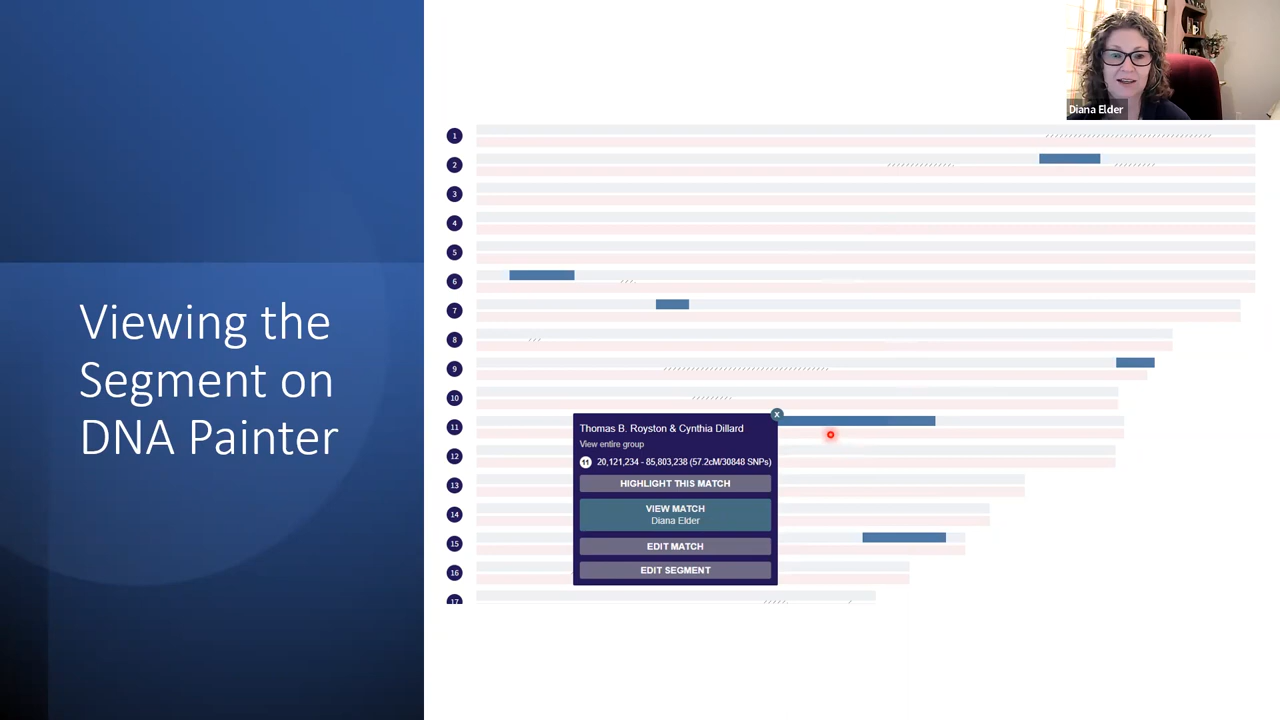 Viewing the
Segment on
DNA Painter
Diana Elder
1
2
3
4
5
6
7
8
9
10
11
12
13
14
15
16
17
X
Thomas B. Royston & Cynthia Dillard
View entire group
11 20,121,234 - 85,803,238 (57.2cM/30848 SNPs)
HIGHLIGHT THIS MATCH
VIEW MATCH
Diana Elder
EDIT MATCH
EDIT SEGMENT